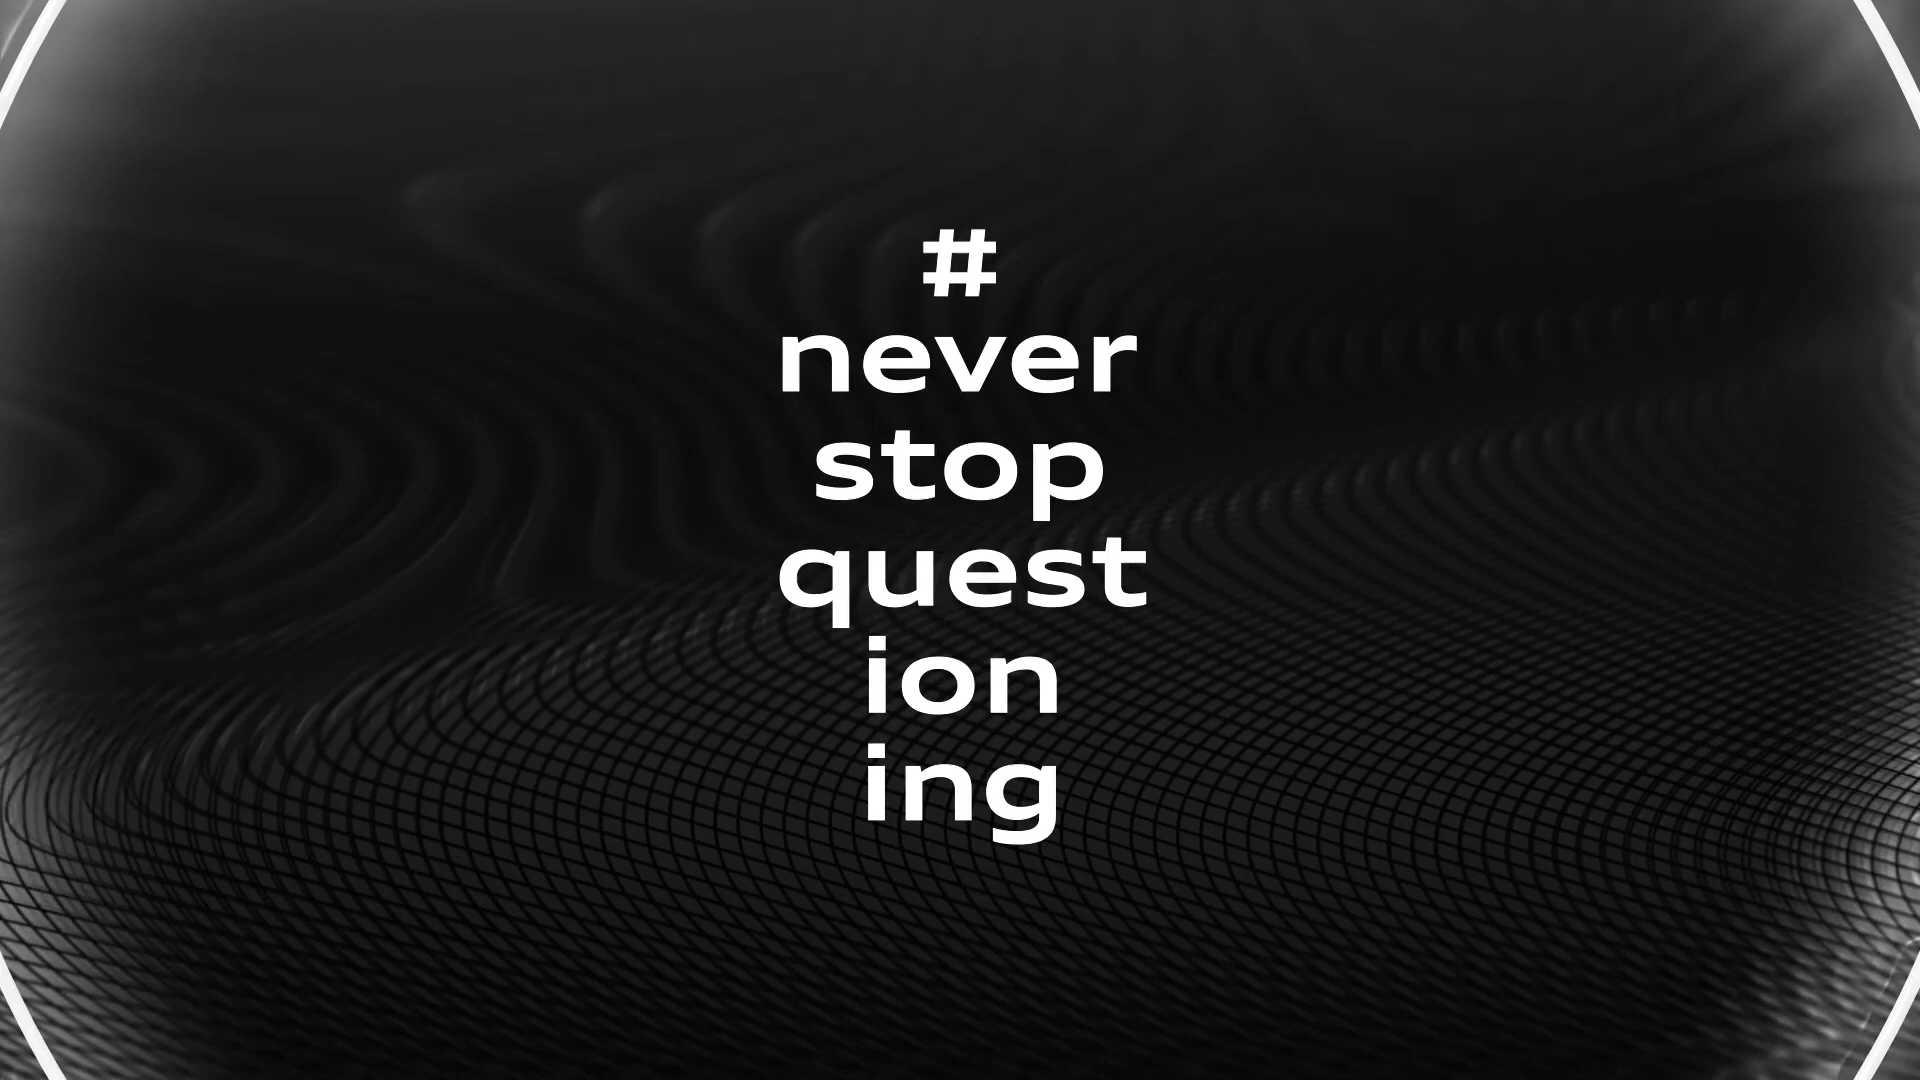 #
never
stop
quest
ion
ing